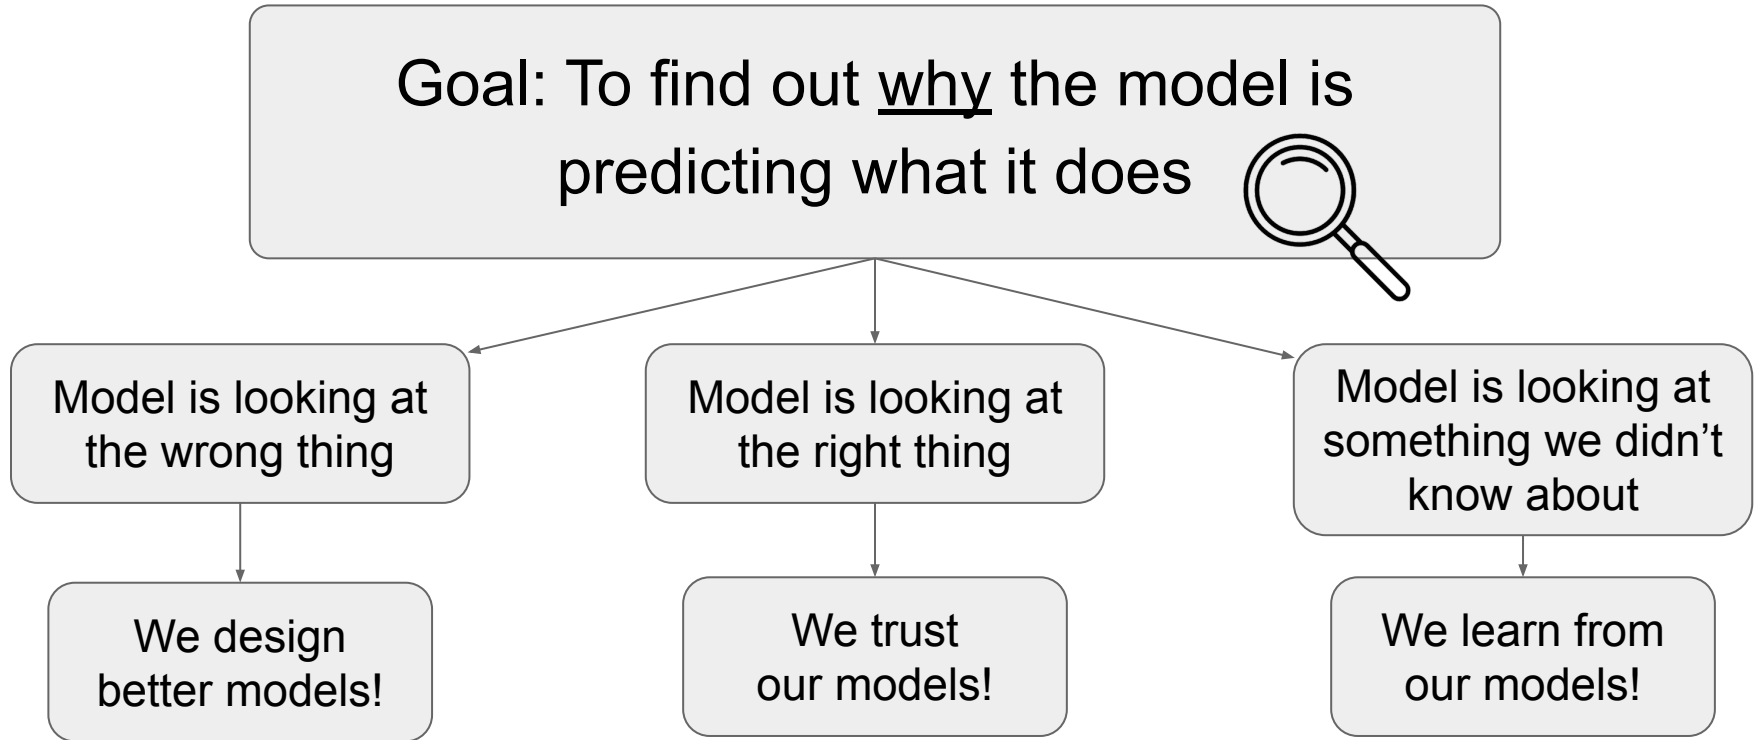 Goal: To find out why the model is
predicting what it does
Model is looking at
the wrong thing
Model is looking at
the right thing
Model is looking at
something we didn’t
know about
We design
better models!
We trust
our models!
We learn from
our models!